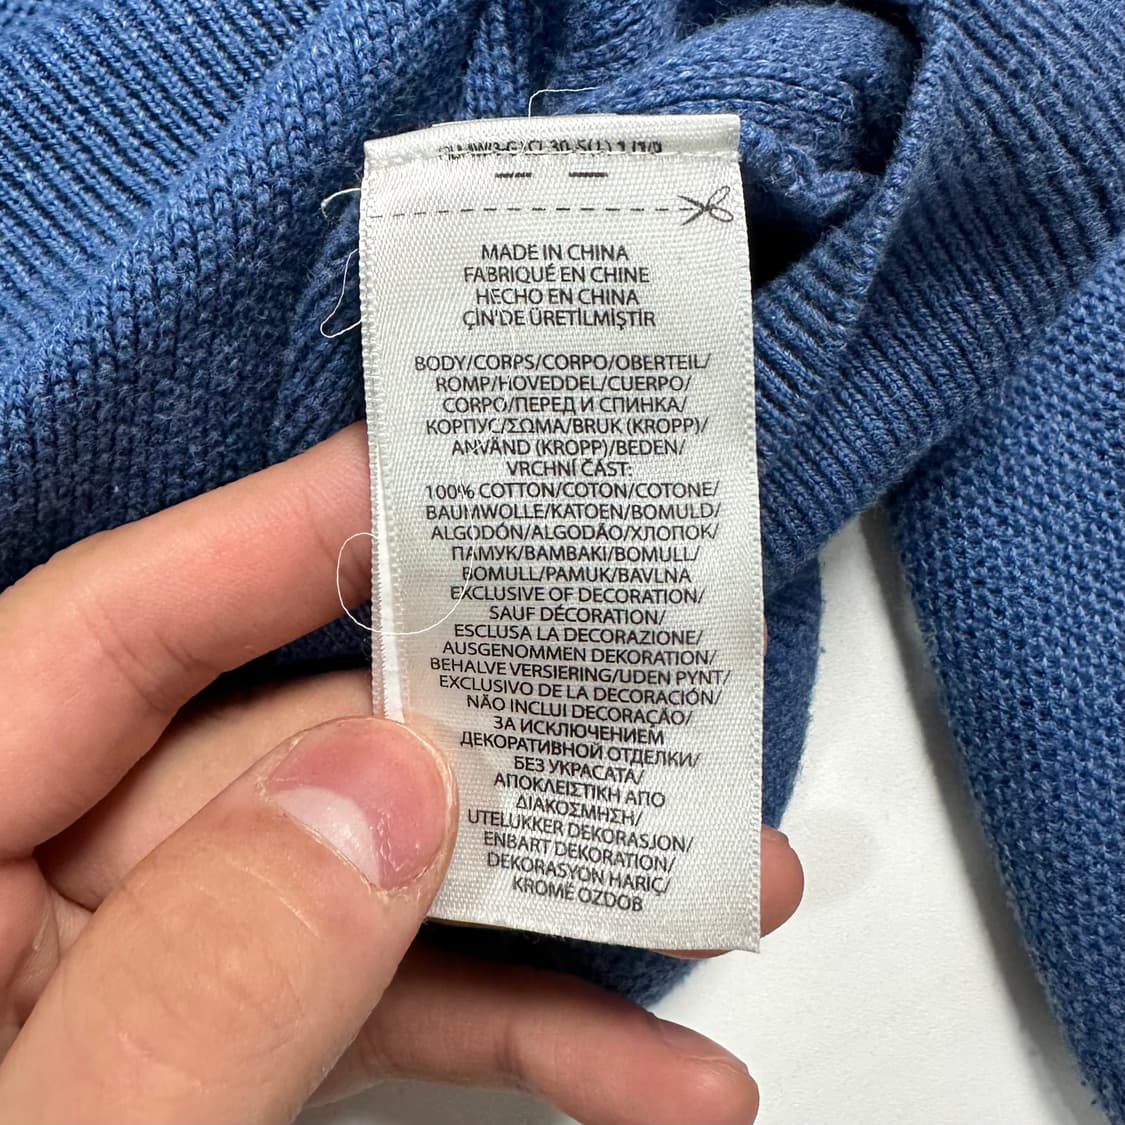 MADE IN CHINA
FABRIQUÉ EN CHINE
HECHO EN CHINA
ÇİN'DE ÜRETİLMİŞTİR
BODY/CORPS/CORPO/OBERTEIL/
ROMP/HOVEDDEL/CUERPO/
CORPO/ПЕРЕД И СПИНКА/
КОРПУС/ΣΩΜΑ/BRUK (KROPP)/
ANVÄND (KROPP)/BEDEN/
VRCHNÍ ČÁST:
100% COTTON/COTON/COTONE/
BAUMWOLLE/KATOEN/BOMULD/
ALGODÓN/ALGODÃO/ХЛОПОК/
ПАМУК/ΒΑΜΒΑΚΙ/BOMULL/
BOMULL/PAMUK/BAVLNA
EXCLUSIVE OF DECORATION/
SAUF DÉCORATION/
ESCLUSA LA DECORAZIONE/
AUSGENOMMEN DEKORATION/
BEHALVE VERSIERING/UDEN PYNT/
EXCLUSIVO DE LA DECORACIÓN/
NÃO INCLUI DECORAÇÃO/
ЗА ИСКЛЮЧЕНИЕМ
ДЕКОРАТИВНОЙ ОТДЕЛКИ/
БЕЗ УКРАСАТА/
ΑΠΟΚΛΕΙΣΤΙΚΗ ΑΠΟ
ΔΙΑΚΟΣΜΗΣΗ/
UTELUKKER DEKORASJON/
ENBART DEKORATION/
DEKORASYON HARİÇ/
KROMĚ OZDOB